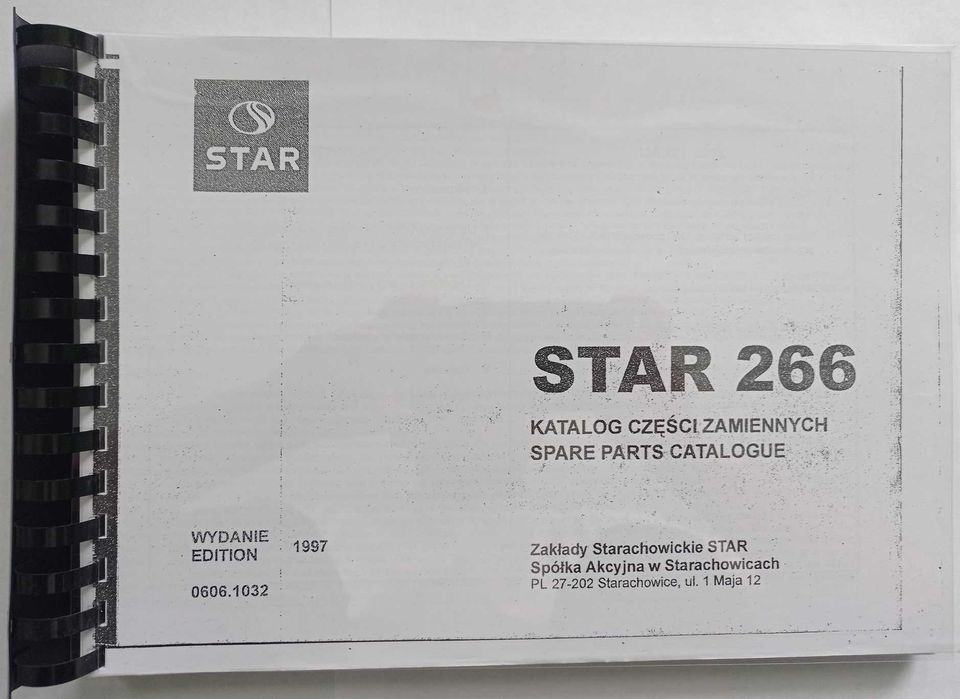 STAR
STAR 266
KATALOG CZĘŚCI ZAMIENNYCH
SPARE PARTS CATALOGUE
WYDANIE
EDITION
1997
0606.1032
Zakłady Starachowickie STAR
Spółka Akcyjna w Starachowicach
PL 27-202 Starachowice, ul. 1 Maja 12